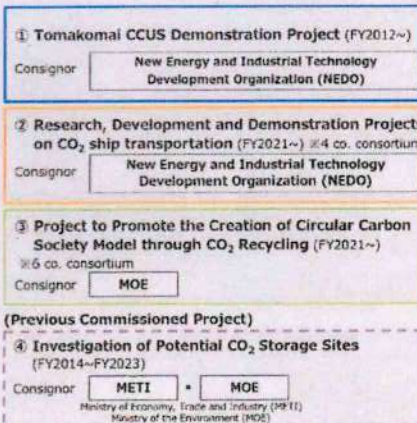 ① Tomakomai CCUS Demonstration Project (FY2012~)
Consignor
New Energy and Industrial Technology
Development Organization (NEDO)
② Research, Development and Demonstration Projects
on CO₂ ship transportation (FY2021~) ※4 co. consortium
Consignor
New Energy and Industrial Technology
Development Organization (NEDO)
③ Project to Promote the Creation of Circular Carbon
Society Model through CO₂ Recycling (FY2021~)
※6 co. consortium
Consignor MOE
(Previous Commissioned Project)
④ Investigation of Potential CO₂ Storage Sites
(FY2014~FY2023)
Consignor METI • MOE
Ministry of Economy, Trade and Industry (METI)
Ministry of the Environment (MOE)